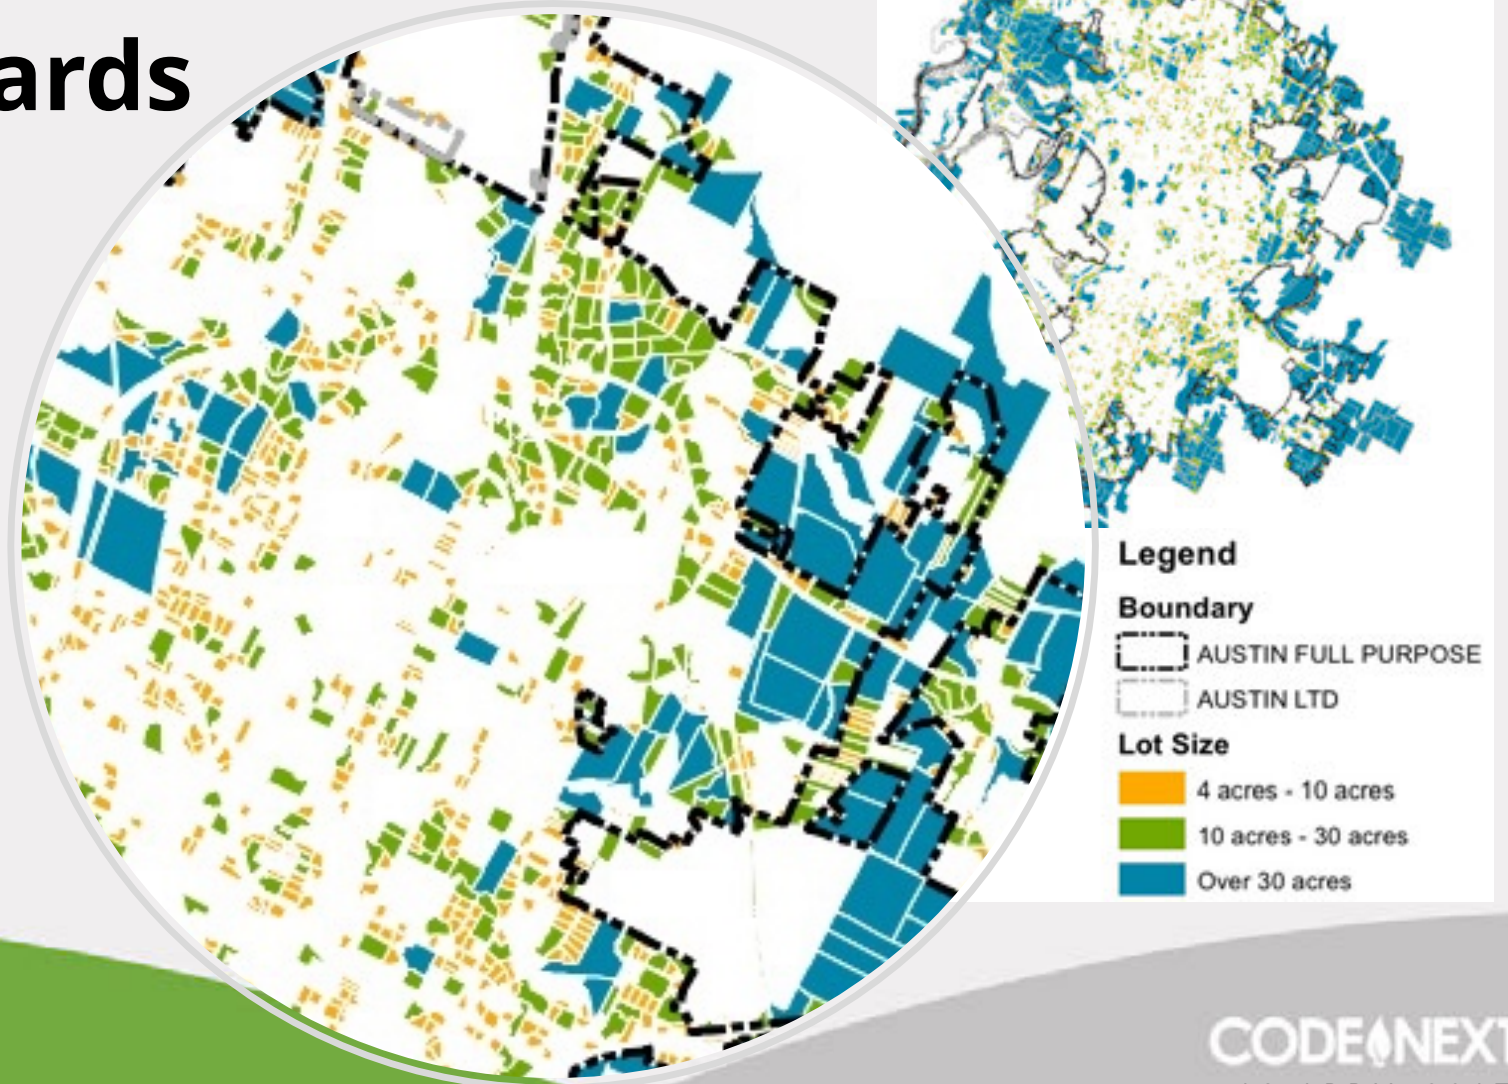 ards
Legend
Boundary
AUSTIN FULL PURPOSE
AUSTIN LTD
Lot Size
4 acres - 10 acres
10 acres - 30 acres
Over 30 acres
CODENEXT